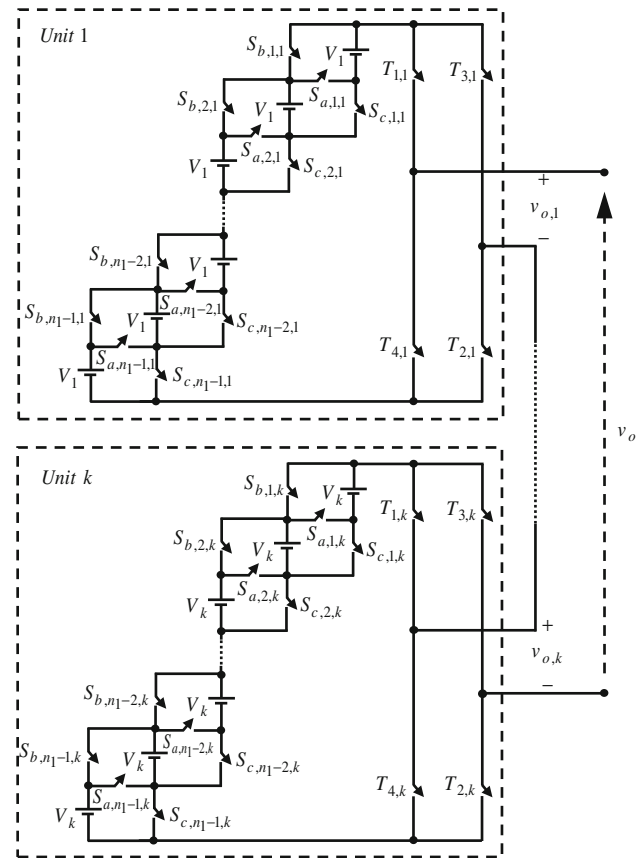 Unit 1
S_{b,1,1}
V_1
T_{1,1}
T_{3,1}
S_{b,2,1}
V_1
S_{a,1,1}
S_{c,1,1}
V_1
S_{a,2,1}
S_{c,2,1}
+
v_{o,1}
−
S_{b,n_1−2,1}
V_1
S_{b,n_1−1,1}
V_1
S_{a,n_1−2,1}
S_{c,n_1−2,1}
T_{4,1}
T_{2,1}
V_1
S_{a,n_1−1,1}
S_{c,n_1−1,1}
v_o
Unit k
S_{b,1,k}
V_k
T_{1,k}
T_{3,k}
S_{b,2,k}
V_k
S_{a,1,k}
S_{c,1,k}
V_k
S_{a,2,k}
S_{c,2,k}
+
v_{o,k}
−
S_{b,n_1−2,k}
V_k
S_{b,n_1−1,k}
V_k
S_{a,n_1−2,k}
S_{c,n_1−2,k}
T_{4,k}
T_{2,k}
V_k
S_{a,n_1−1,k}
S_{c,n_1−1,k}